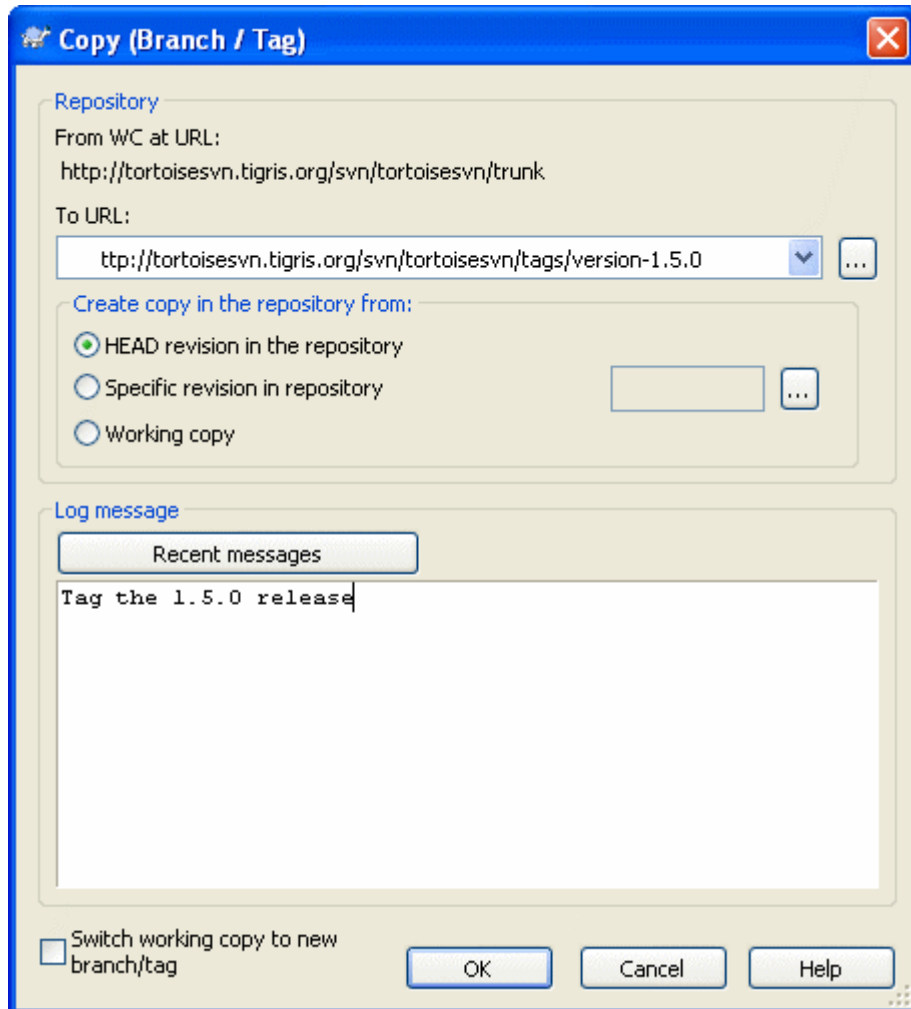 Copy (Branch / Tag)
Repository
From WC at URL:
http://tortoisesvn.tigris.org/svn/tortoisesvn/trunk
To URL:
ttp://tortoisesvn.tigris.org/svn/tortoisesvn/tags/version-1.5.0
...
Create copy in the repository from:
HEAD revision in the repository
Specific revision in repository
...
Working copy
Log message
Recent messages
Tag the 1.5.0 release
Switch working copy to new
branch/tag
OK Cancel Help